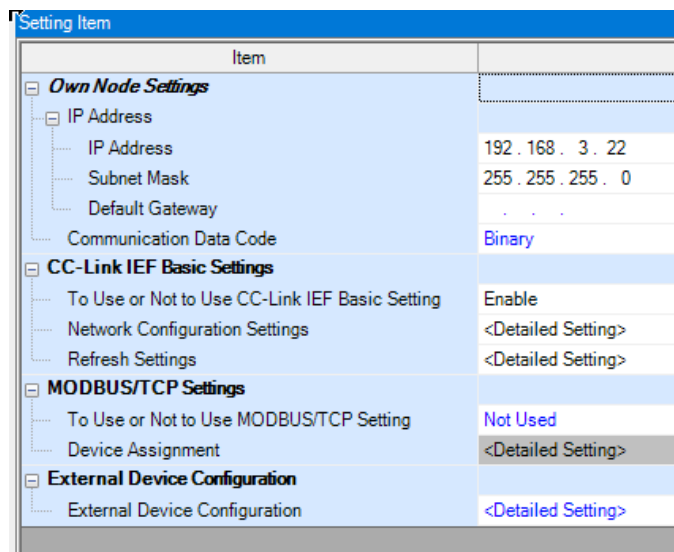 Setting Item
Item
Own Node Settings
IP Address
IP Address 192 . 168 . 3 . 22
Subnet Mask 255 . 255 . 255 . 0
Default Gateway . . .
Communication Data Code Binary
CC-Link IEF Basic Settings
To Use or Not to Use CC-Link IEF Basic Setting Enable
Network Configuration Settings <Detailed Setting>
Refresh Settings <Detailed Setting>
MODBUS/TCP Settings
To Use or Not to Use MODBUS/TCP Setting Not Used
Device Assignment <Detailed Setting>
External Device Configuration
External Device Configuration <Detailed Setting>